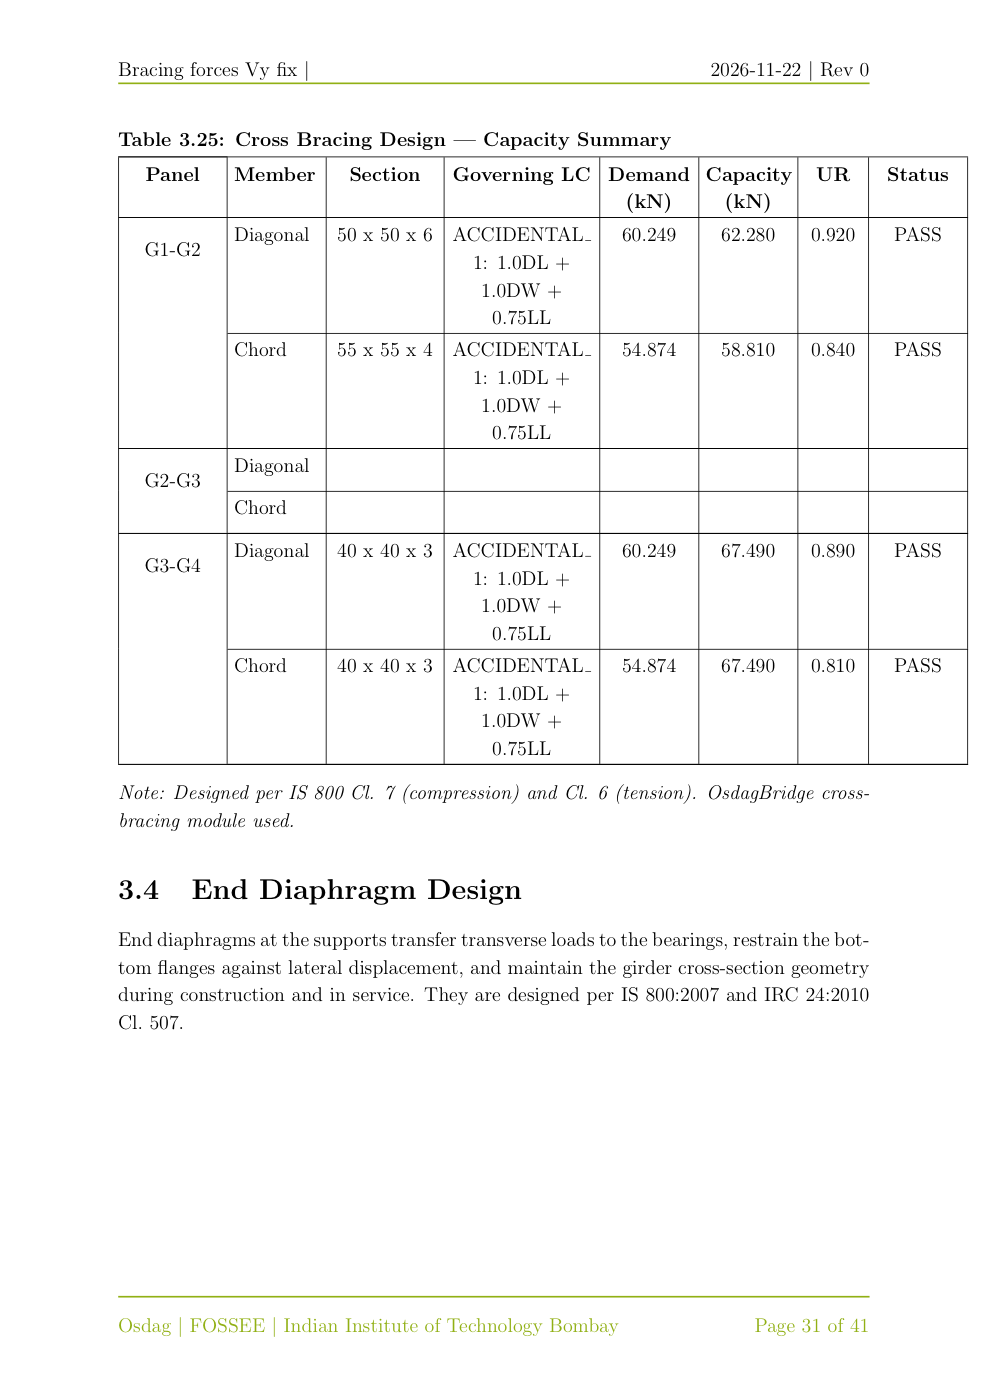 Bracing forces Vy fix | 2026-11-22 | Rev 0
Table 3.25: Cross Bracing Design — Capacity Summary
Panel Member Section Governing LC Demand Capacity UR Status
(kN) (kN)
G1-G2 Diagonal 50 x 50 x 6 ACCIDENTAL_ 60.249 62.280 0.920 PASS
1: 1.0DL +
1.0DW +
0.75LL
Chord 55 x 55 x 4 ACCIDENTAL_ 54.874 58.810 0.840 PASS
1: 1.0DL +
1.0DW +
0.75LL
G2-G3 Diagonal
Chord
G3-G4 Diagonal 40 x 40 x 3 ACCIDENTAL_ 60.249 67.490 0.890 PASS
1: 1.0DL +
1.0DW +
0.75LL
Chord 40 x 40 x 3 ACCIDENTAL_ 54.874 67.490 0.810 PASS
1: 1.0DL +
1.0DW +
0.75LL
Note: Designed per IS 800 Cl. 7 (compression) and Cl. 6 (tension). OsdagBridge cross-
bracing module used.
3.4 End Diaphragm Design
End diaphragms at the supports transfer transverse loads to the bearings, restrain the bot-
tom flanges against lateral displacement, and maintain the girder cross-section geometry
during construction and in service. They are designed per IS 800:2007 and IRC 24:2010
Cl. 507.
Osdag | FOSSEE | Indian Institute of Technology Bombay Page 31 of 41